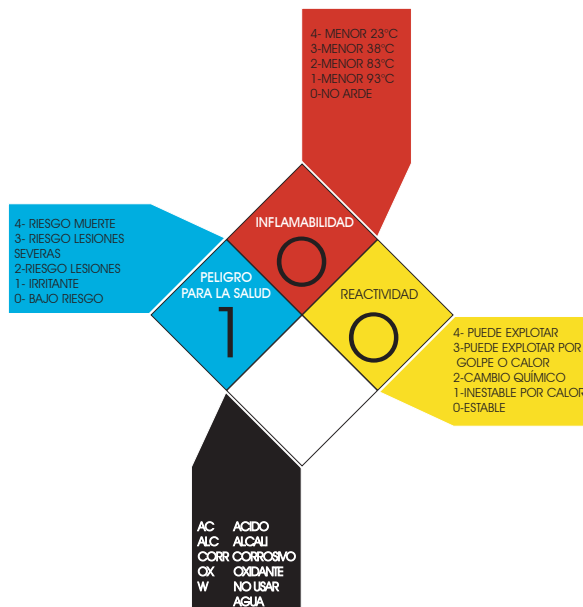 4- MENOR 23°C
3-MENOR 38°C
2-MENOR 83°C
1-MENOR 93°C
0-NO ARDE
INFLAMABILIDAD
0
4- RIESGO MUERTE
3- RIESGO LESIONES
SEVERAS
2-RIESGO LESIONES
1- IRRITANTE
0- BAJO RIESGO
PELIGRO
PARA LA SALUD
1
REACTIVIDAD
0
4- PUEDE EXPLOTAR
3-PUEDE EXPLOTAR POR
GOLPE O CALOR
2-CAMBIO QUÍMICO
1-INESTABLE POR CALOR
0-ESTABLE
AC ACIDO
ALC ALCALI
CORR CORROSIVO
OX OXIDANTE
W NO USAR
AGUA